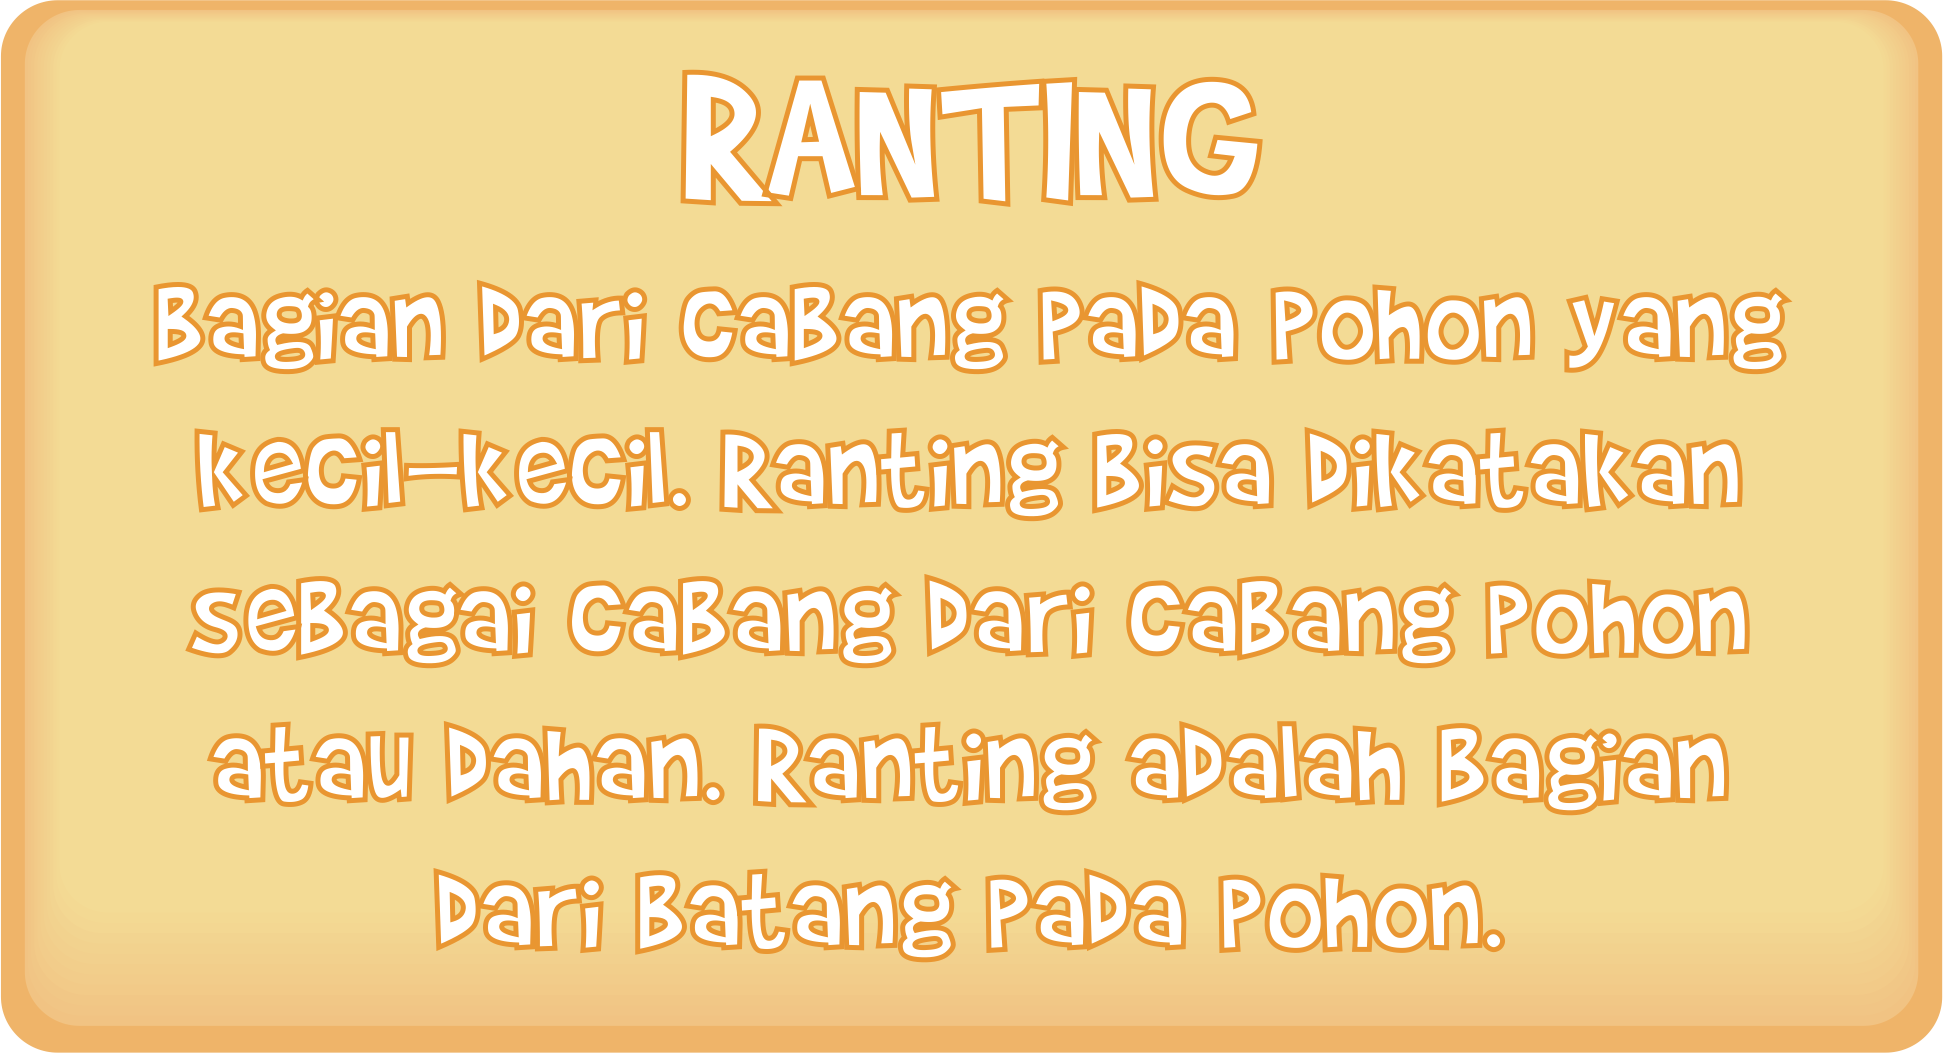 RANTING
Bagian dari cabang pada pohon yang
kecil-kecil. Ranting bisa dikatakan
sebagai cabang dari cabang pohon
atau dahan. Ranting adalah bagian
dari batang pada pohon.